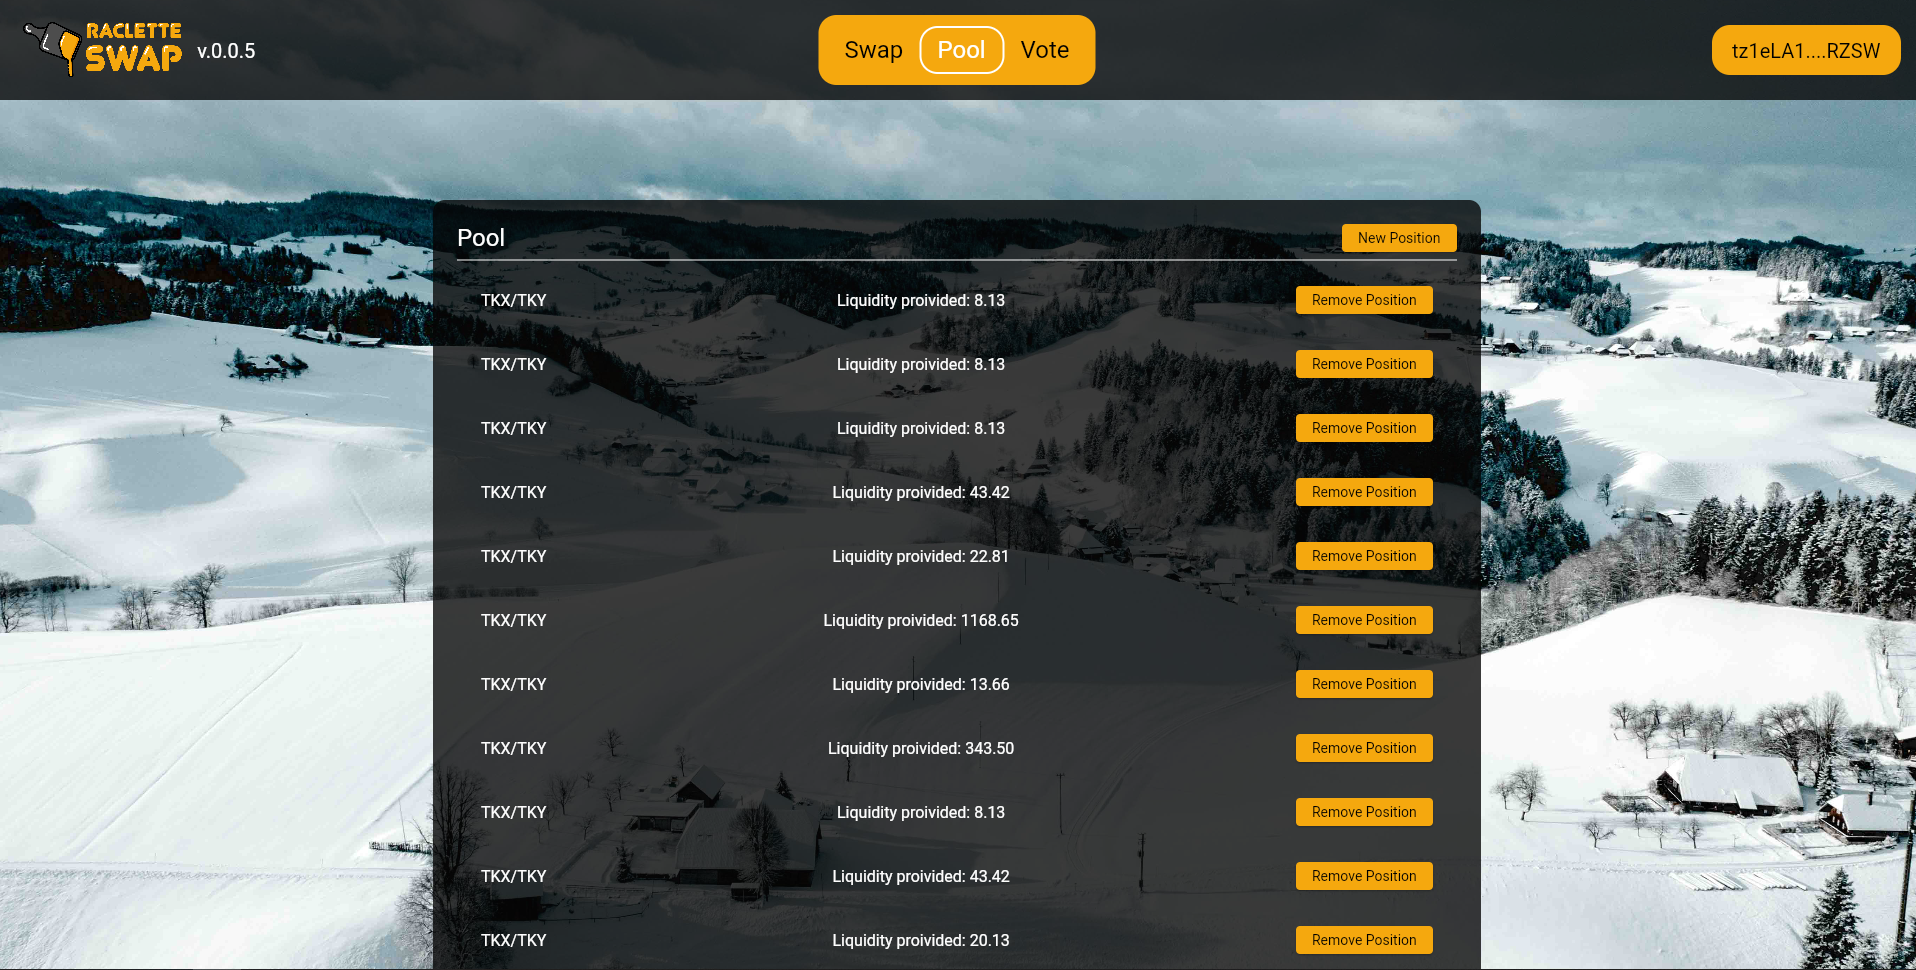 RACLETTE
SWAP
v.0.0.5
Swap Pool Vote
tz1eLA1....RZSW
Pool New Position
TKX/TKY Liquidity proivided: 8.13 Remove Position
TKX/TKY Liquidity proivided: 8.13 Remove Position
TKX/TKY Liquidity proivided: 8.13 Remove Position
TKX/TKY Liquidity proivided: 43.42 Remove Position
TKX/TKY Liquidity proivided: 22.81 Remove Position
TKX/TKY Liquidity proivided: 1168.65 Remove Position
TKX/TKY Liquidity proivided: 13.66 Remove Position
TKX/TKY Liquidity proivided: 343.50 Remove Position
TKX/TKY Liquidity proivided: 8.13 Remove Position
TKX/TKY Liquidity proivided: 43.42 Remove Position
TKX/TKY Liquidity proivided: 20.13 Remove Position